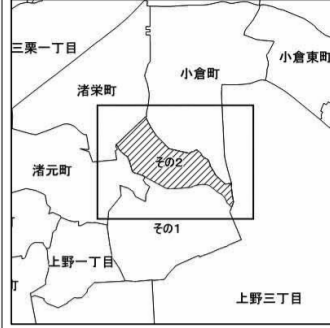 三栗一丁目
小倉町
小倉東町
渚栄町
渚元町
その2
その1
上野一丁目
町
上野三丁目